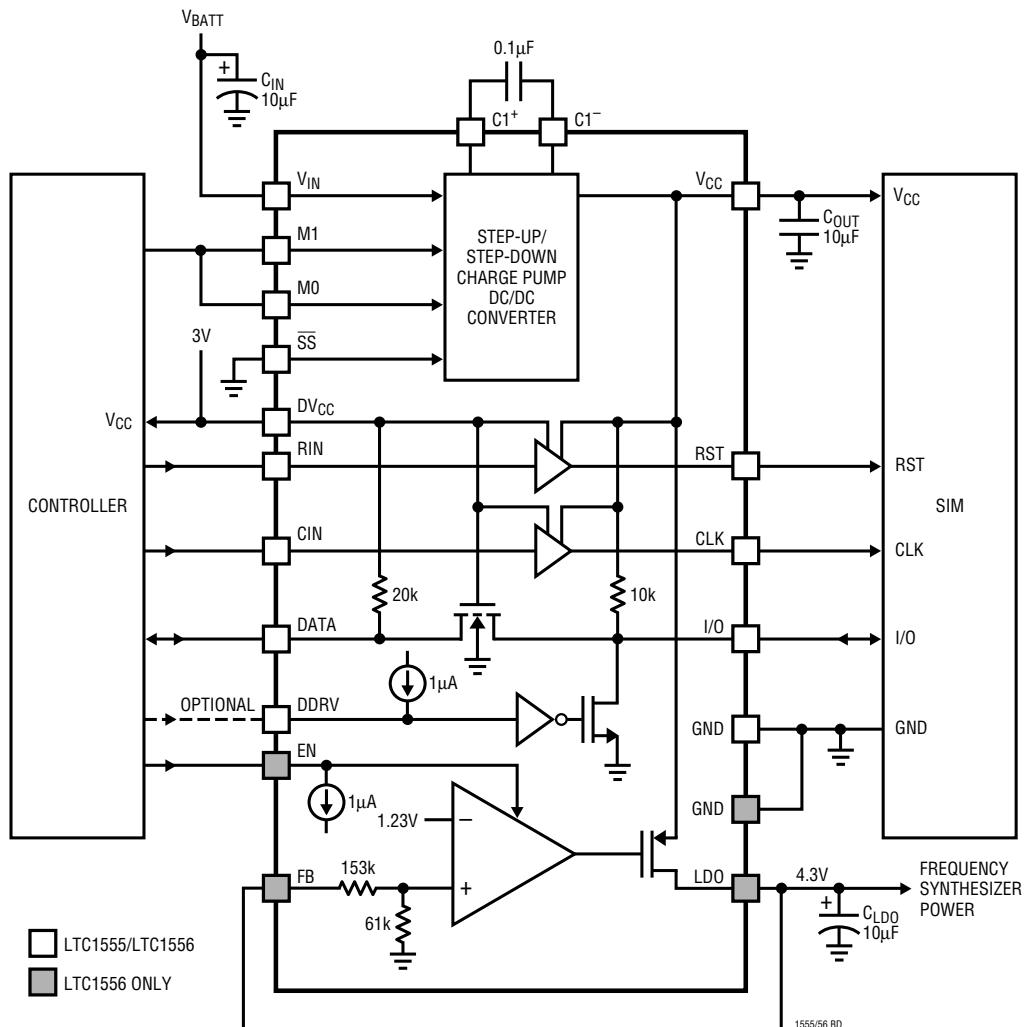 VBATT
+
CIN
10µF
0.1µF
C1+
C1−
VIN
M1
M0
SS
STEP-UP/
STEP-DOWN
CHARGE PUMP
DC/DC
CONVERTER
VCC
COUT
10µF
VCC
3V
VCC
DVCC
RIN
CIN
DATA
CONTROLLER
20k
10k
RST
CLK
I/O
RST
SIM
CLK
I/O
OPTIONAL
DDRV
1µA
EN
1µA
GND
GND
GND
1.23V
−
+
FB
153k
61k
LDO
4.3V
+
CLDO
10µF
FREQUENCY
SYNTHESIZER
POWER
LTC1555/LTC1556
LTC1556 ONLY
1555/56 BD